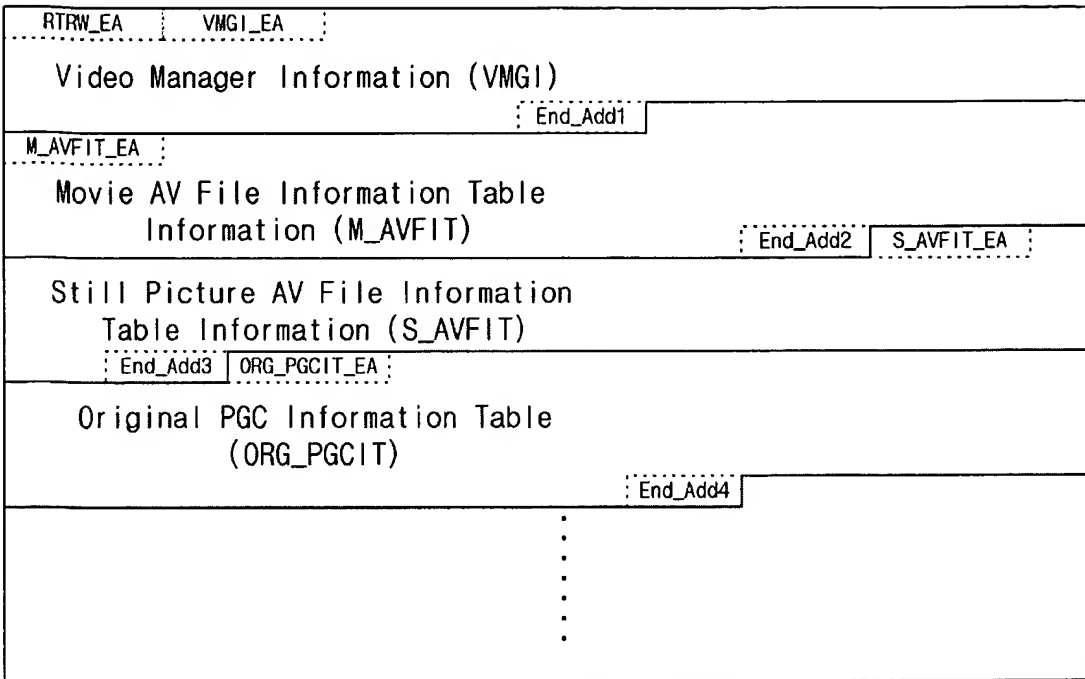 RTRW_EA VMGI_EA
Video Manager Information (VMGI)
End_Add1
M_AVFIT_EA
Movie AV File Information Table
Information (M_AVFIT)
End_Add2 S_AVFIT_EA
Still Picture AV File Information
Table Information (S_AVFIT)
End_Add3 ORG_PGCIT_EA
Original PGC Information Table
(ORG_PGCIT)
End_Add4